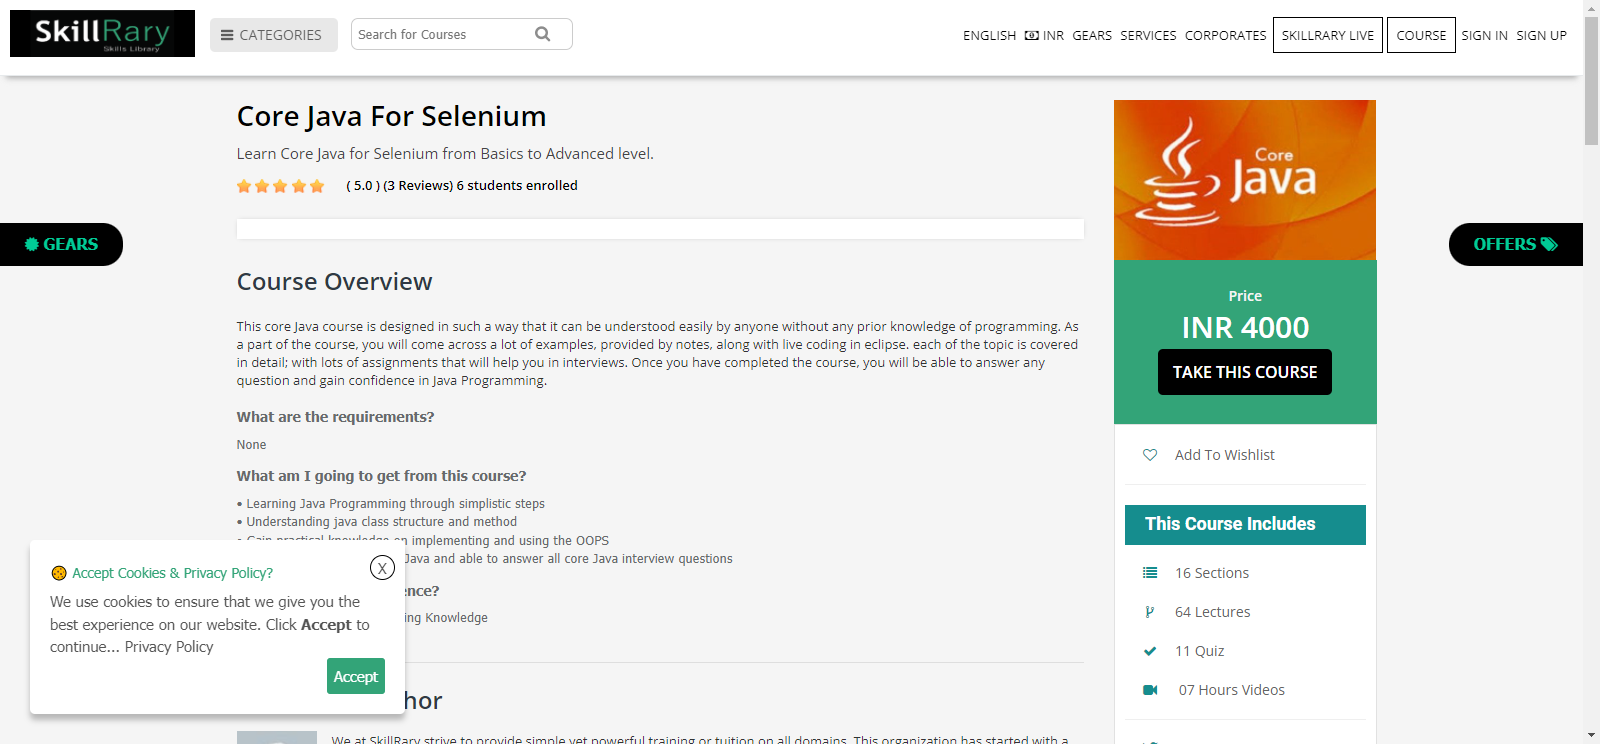 SkillRary
Skills Library
CATEGORIES
Search for Courses
ENGLISH INR GEARS SERVICES CORPORATES SKILLRARY LIVE COURSE SIGN IN SIGN UP
Core Java For Selenium
Learn Core Java for Selenium from Basics to Advanced level.
( 5.0 ) (3 Reviews) 6 students enrolled
GEARS
OFFERS
Core
Java
Price
INR 4000
TAKE THIS COURSE
Add To Wishlist
This Course Includes
16 Sections
64 Lectures
11 Quiz
07 Hours Videos
Course Overview
This core Java course is designed in such a way that it can be understood easily by anyone without any prior knowledge of programming. As
a part of the course, you will come across a lot of examples, provided by notes, along with live coding in eclipse. each of the topic is covered
in detail; with lots of assignments that will help you in interviews. Once you have completed the course, you will be able to answer any
question and gain confidence in Java Programming.
What are the requirements?
None
What am I going to get from this course?
• Learning Java Programming through simplistic steps
• Understanding java class structure and method
• Gain practical knowledge on implementing and using the OOPS
Java and able to answer all core Java interview questions
nce?
ing Knowledge
hor
We at SkillRary strive to provide simple yet powerful training or tuition on all domains. This organization has started with a
Accept Cookies & Privacy Policy?
X
We use cookies to ensure that we give you the
best experience on our website. Click Accept to
continue... Privacy Policy
Accept